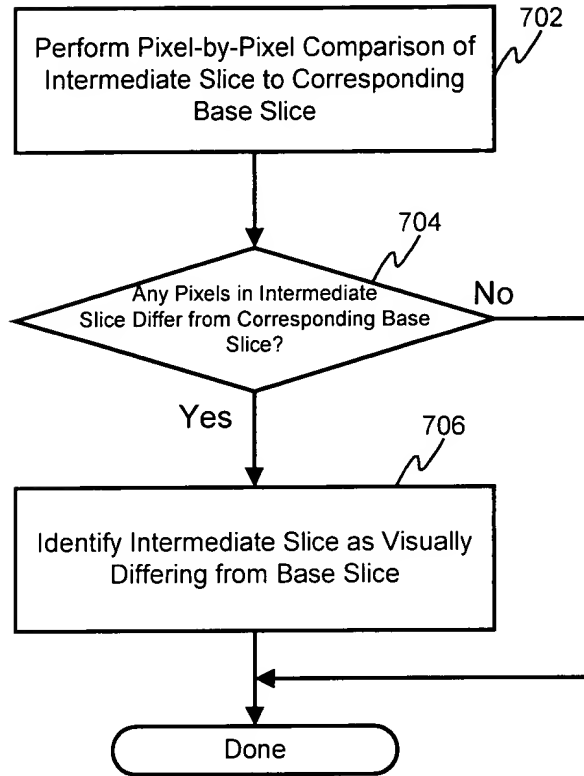 702
Perform Pixel-by-Pixel Comparison of
Intermediate Slice to Corresponding
Base Slice
704
Any Pixels in Intermediate
Slice Differ from Corresponding Base
Slice?
No
Yes
706
Identify Intermediate Slice as Visually
Differing from Base Slice
Done